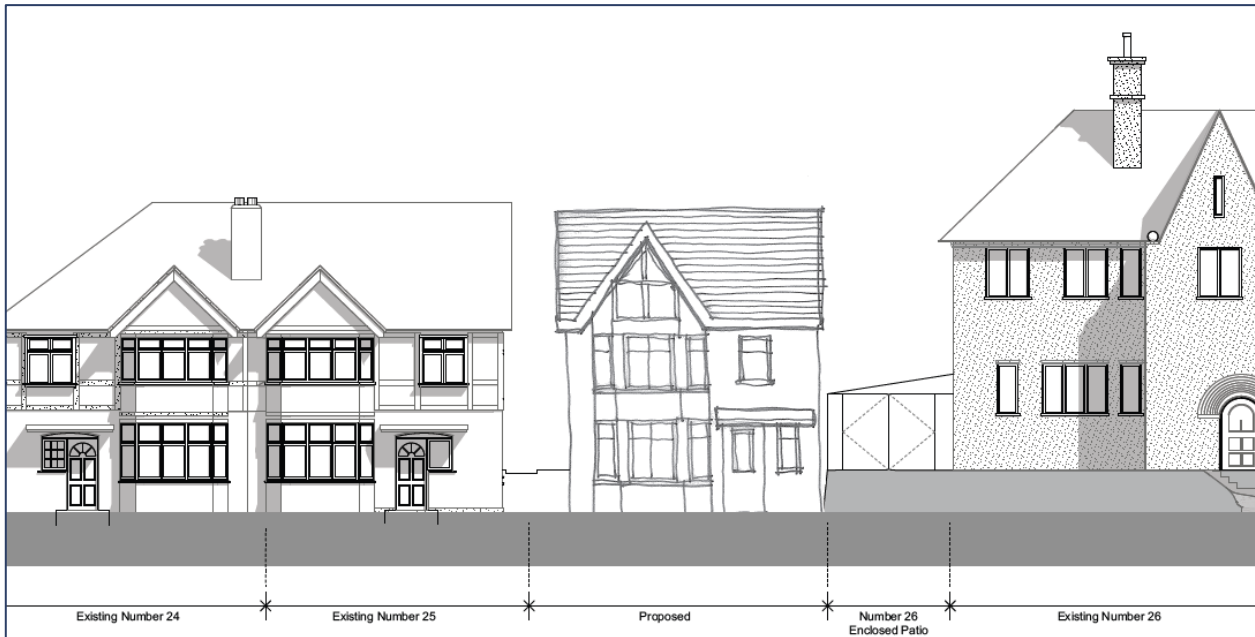 Existing Number 24
Existing Number 25
Proposed
Number 26
Enclosed Patio
Existing Number 26